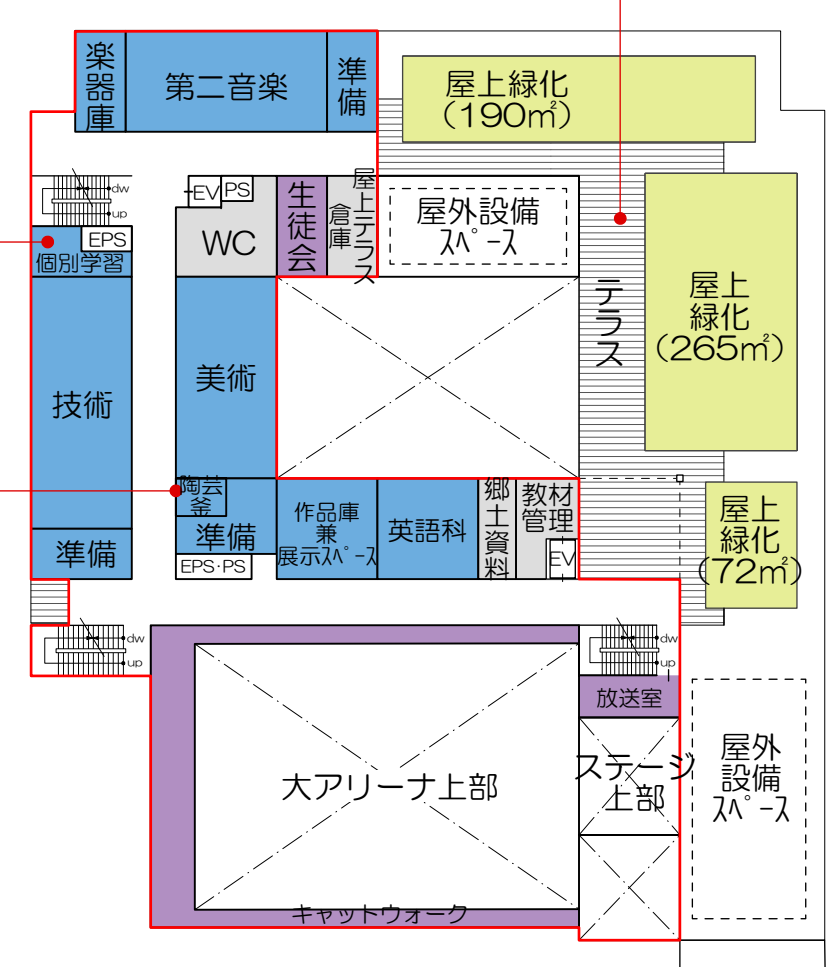 楽器庫
第二音楽
準備
屋上緑化
(190㎡)
dw
up
EV
PS
WC
生徒会
倉庫
屋上テラス
屋外設備
スペース
EPS
個別学習
テラス
屋上
緑化
(265㎡)
技術
美術
陶芸
釜
準備
EPS・PS
作品庫
兼
展示スペース
英語科
郷土資料
教材
管理
EV
屋上
緑化
(72㎡)
準備
dw
up
dw
up
放送室
大アリーナ上部
ステージ
上部
屋外
設備
スペース
キャットウォーク